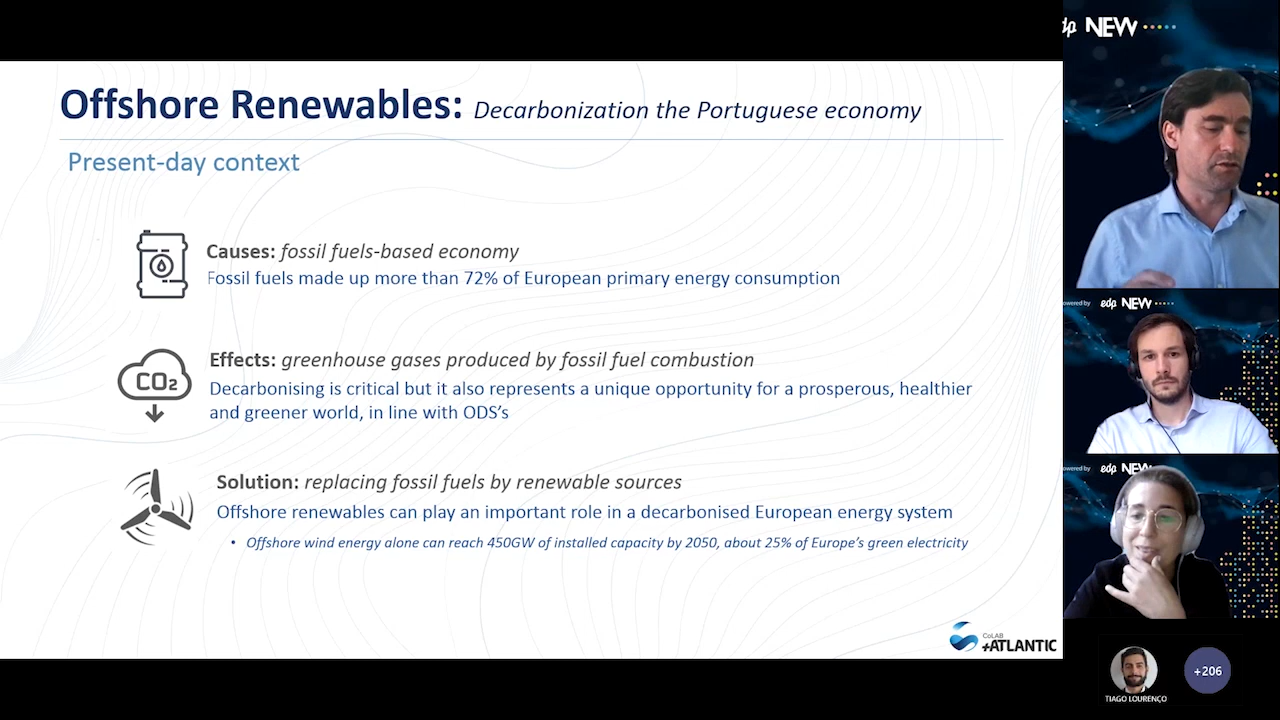 Offshore Renewables: Decarbonization the Portuguese economy
Present-day context
Causes: fossil fuels-based economy
Fossil fuels made up more than 72% of European primary energy consumption
CO₂
Effects: greenhouse gases produced by fossil fuel combustion
Decarbonising is critical but it also represents a unique opportunity for a prosperous, healthier
and greener world, in line with ODS's
Solution: replacing fossil fuels by renewable sources
Offshore renewables can play an important role in a decarbonised European energy system
• Offshore wind energy alone can reach 450GW of installed capacity by 2050, about 25% of Europe's green electricity
CoLAB
+ATLANTIC
dp NEW
owered by edp NEW
owered by edp NEW
+206
TIAGO LOURENÇO